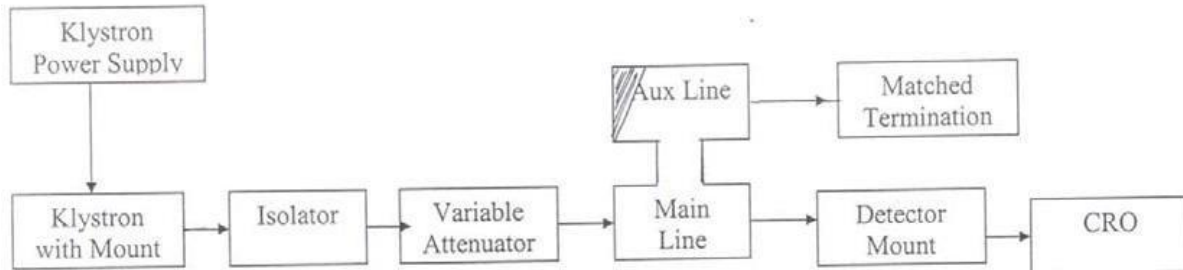 Klystron
Power Supply
Aux Line
Matched
Termination
Klystron
with Mount
Isolator
Variable
Attenuator
Main
Line
Detector
Mount
CRO